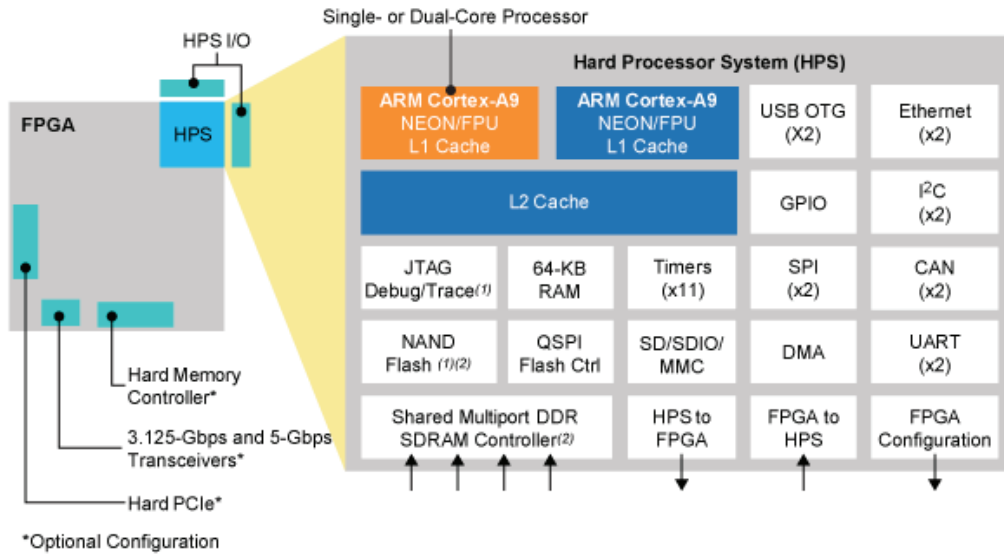 Single- or Dual-Core Processor
HPS I/O
FPGA
HPS
Hard Processor System (HPS)
ARM Cortex-A9
NEON/FPU
L1 Cache
ARM Cortex-A9
NEON/FPU
L1 Cache
USB OTG
(X2)
Ethernet
(x2)
L2 Cache
GPIO
I²C
(x2)
JTAG
Debug/Trace(1)
64-KB
RAM
Timers
(x11)
SPI
(x2)
CAN
(x2)
NAND
Flash (1)(2)
QSPI
Flash Ctrl
SD/SDIO/
MMC
DMA
UART
(x2)
Shared Multiport DDR
SDRAM Controller(2)
HPS to
FPGA
FPGA to
HPS
FPGA
Configuration
Hard Memory
Controller*
3.125-Gbps and 5-Gbps
Transceivers*
Hard PCIe*
*Optional Configuration